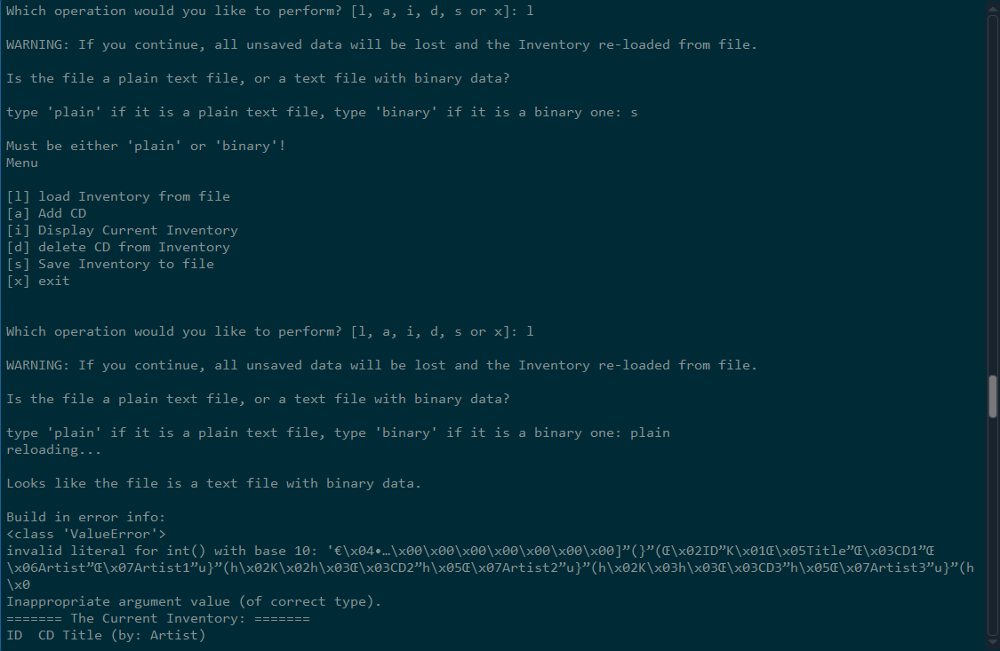 Which operation would you like to perform? [l, a, i, d, s or x]: l
WARNING: If you continue, all unsaved data will be lost and the Inventory re-loaded from file.
Is the file a plain text file, or a text file with binary data?
type 'plain' if it is a plain text file, type 'binary' if it is a binary one: s
Must be either 'plain' or 'binary'!
Menu
[l] load Inventory from file
[a] Add CD
[i] Display Current Inventory
[d] delete CD from Inventory
[s] Save Inventory to file
[x] exit
Which operation would you like to perform? [l, a, i, d, s or x]: l
WARNING: If you continue, all unsaved data will be lost and the Inventory re-loaded from file.
Is the file a plain text file, or a text file with binary data?
type 'plain' if it is a plain text file, type 'binary' if it is a binary one: plain
reloading...
Looks like the file is a text file with binary data.
Build in error info:
<class 'ValueError'>
invalid literal for int() with base 10: '€\x04•…\x00\x00\x00\x00\x00\x00\x00]”(}”(Œ\x02ID”K\x01Œ\x05Title”Œ\x03CD1”Œ
\x06Artist”Œ\x07Artist1”u}”(h\x02K\x02h\x03Œ\x03CD2”h\x05Œ\x07Artist2”u}”(h\x02K\x03h\x03Œ\x03CD3”h\x05Œ\x07Artist3”u}”(h
\x0
Inappropriate argument value (of correct type).
======= The Current Inventory: =======
ID  CD Title (by: Artist)